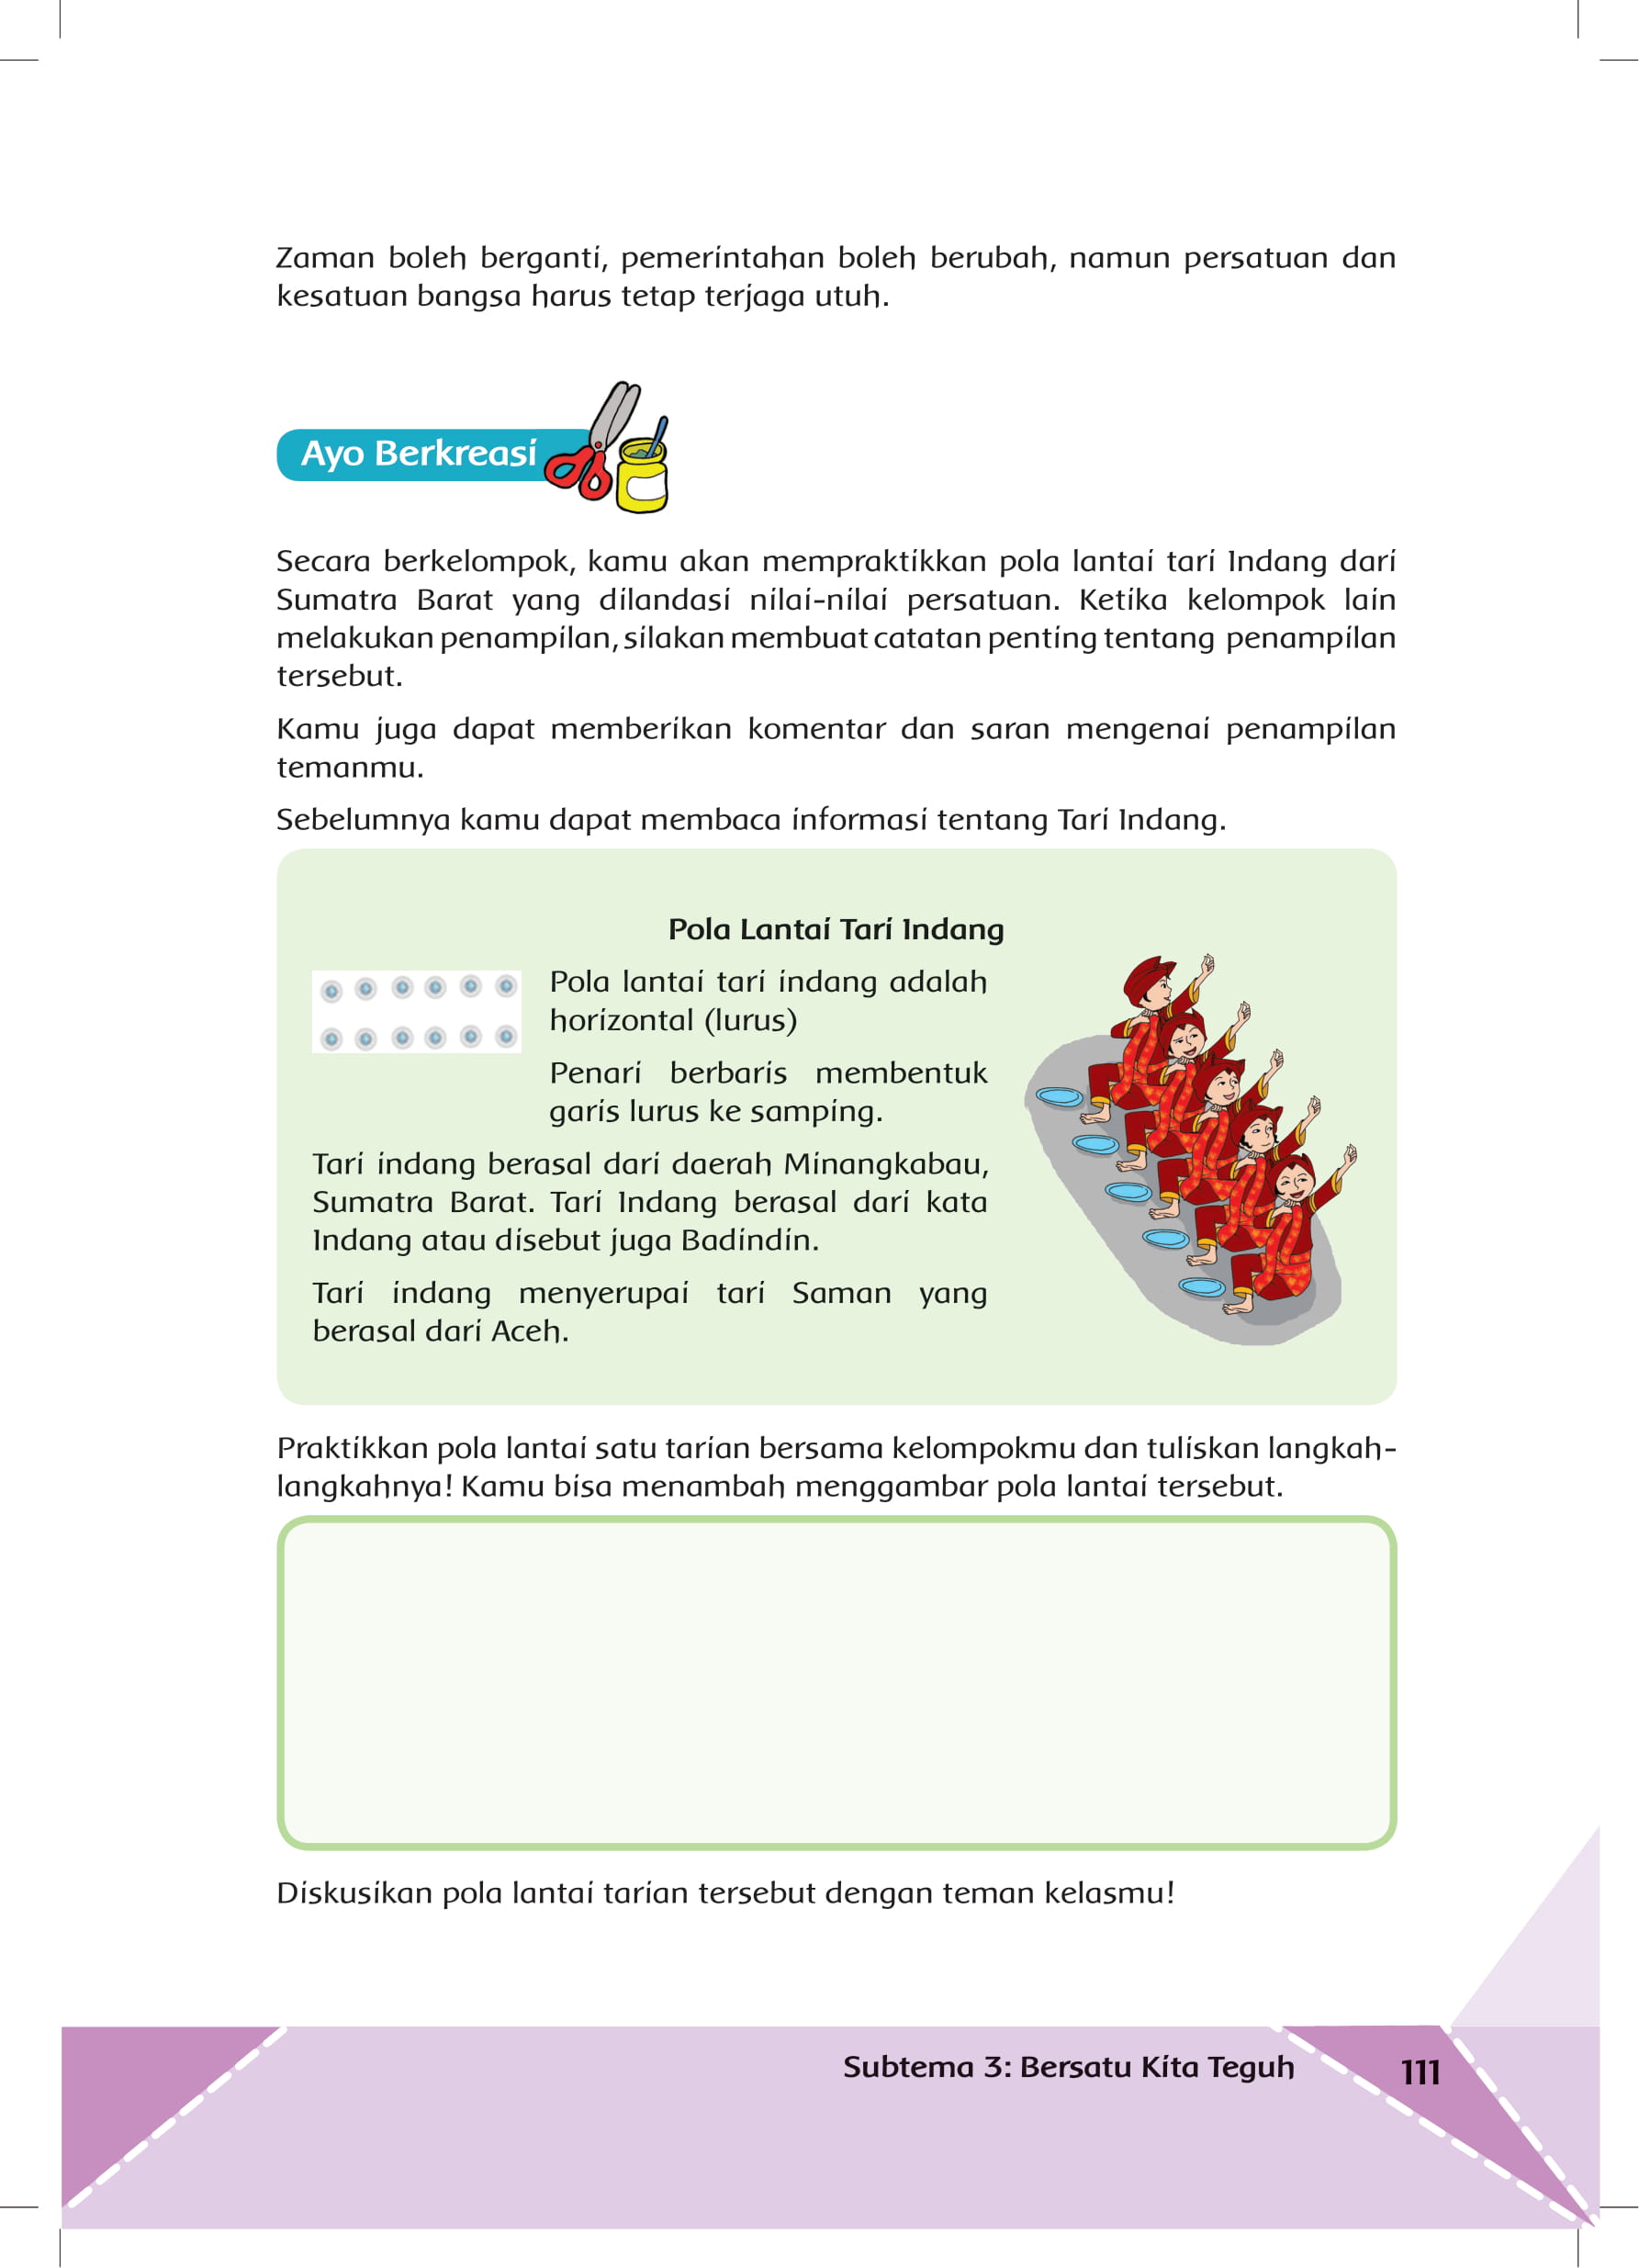 Zaman boleh berganti, pemerintahan boleh berubah, namun persatuan dan
kesatuan bangsa harus tetap terjaga utuh.
Ayo Berkreasi
Secara berkelompok, kamu akan mempraktikkan pola lantai tari Indang dari
Sumatra Barat yang dilandasi nilai-nilai persatuan. Ketika kelompok lain
melakukan penampilan, silakan membuat catatan penting tentang penampilan
tersebut.
Kamu juga dapat memberikan komentar dan saran mengenai penampilan
temanmu.
Sebelumnya kamu dapat membaca informasi tentang Tari Indang.
Pola Lantai Tari Indang
Pola lantai tari indang adalah
horizontal (lurus)
Penari berbaris membentuk
garis lurus ke samping.
Tari indang berasal dari daerah Minangkabau,
Sumatra Barat. Tari Indang berasal dari kata
Indang atau disebut juga Badindin.
Tari indang menyerupai tari Saman yang
berasal dari Aceh.
Praktikkan pola lantai satu tarian bersama kelompokmu dan tuliskan langkah-
langkahnya! Kamu bisa menambah menggambar pola lantai tersebut.
Diskusikan pola lantai tarian tersebut dengan teman kelasmu!
Subtema 3: Bersatu Kita Teguh
111